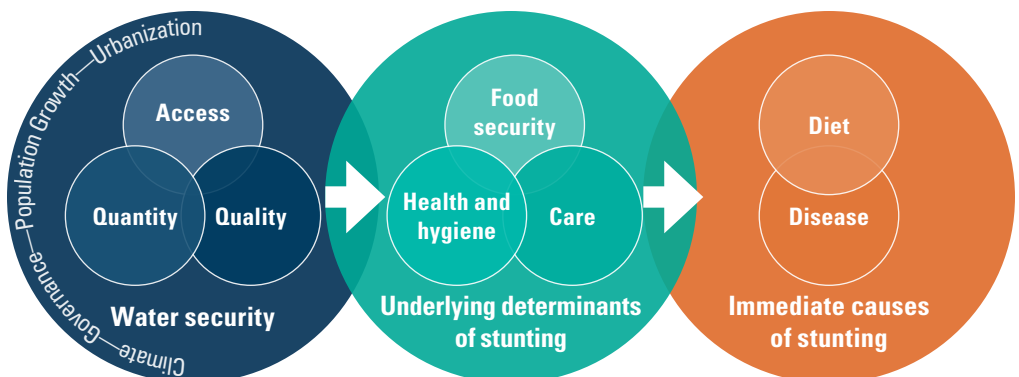 Climate—Governance—Population Growth—Urbanization
Access
Quantity
Quality
Water security
Food
security
Health and
hygiene
Care
Underlying determinants
of stunting
Diet
Disease
Immediate causes
of stunting